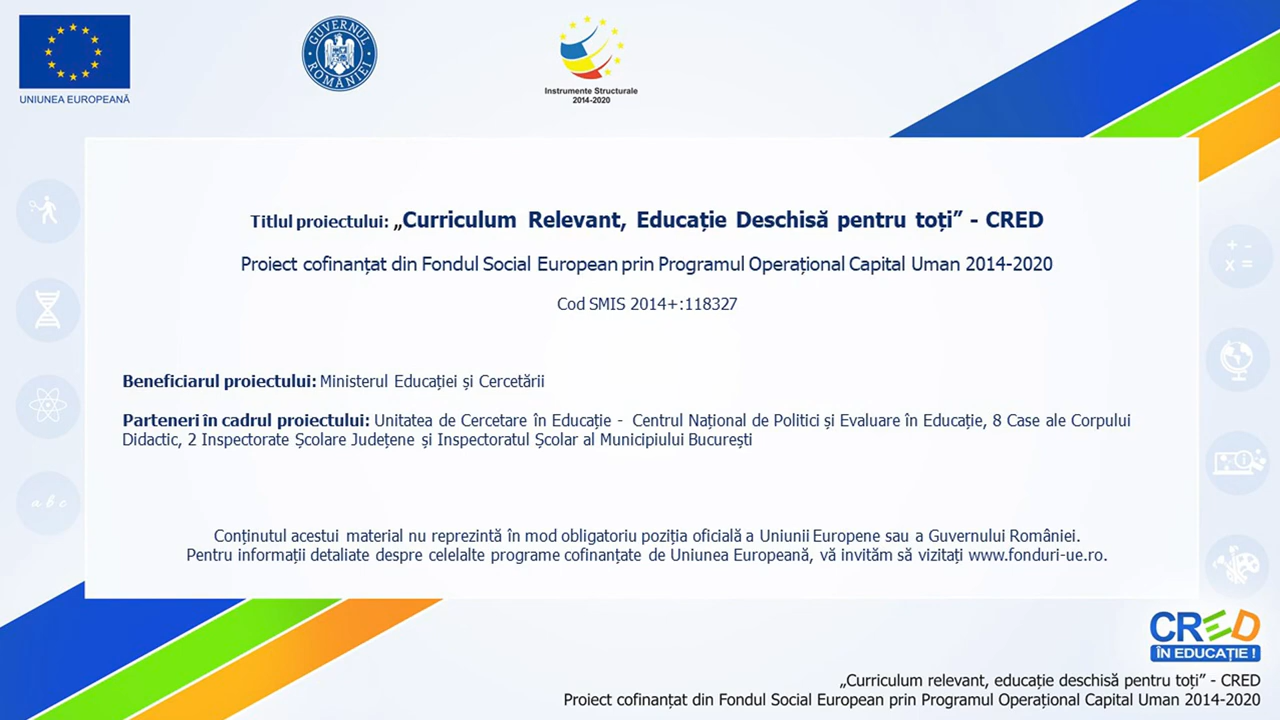 UNIUNEA EUROPEANĂ
GUVERNUL ROMÂNIEI
Instrumente Structurale
2014-2020
Titlul proiectului: „Curriculum Relevant, Educație Deschisă pentru toți” - CRED
Proiect cofinanțat din Fondul Social European prin Programul Operațional Capital Uman 2014-2020
Cod SMIS 2014+:118327
Beneficiarul proiectului: Ministerul Educației și Cercetării
Parteneri în cadrul proiectului: Unitatea de Cercetare în Educație - Centrul Național de Politici și Evaluare în Educație, 8 Case ale Corpului
Didactic, 2 Inspectorate Școlare Județene și Inspectoratul Școlar al Municipiului București
a b c
Conținutul acestui material nu reprezintă în mod obligatoriu poziția oficială a Uniunii Europene sau a Guvernului României.
Pentru informații detaliate despre celelalte programe cofinanțate de Uniunea Europeană, vă invităm să vizitați www.fonduri-ue.ro.
+ -
x =
CRED
ÎN EDUCAȚIE !
„Curriculum relevant, educație deschisă pentru toți” - CRED
Proiect cofinanțat din Fondul Social European prin Programul Operațional Capital Uman 2014-2020